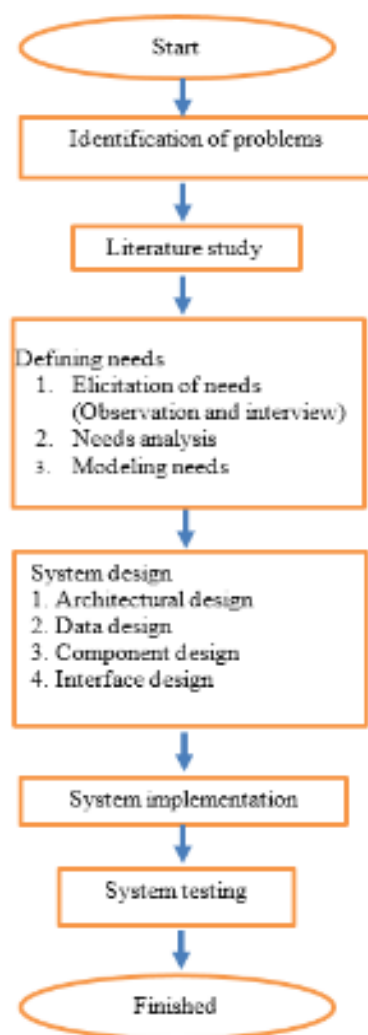 Start
Identification of problems
Literature study
Defining needs
1. Elicitation of needs
(Observation and interview)
2. Needs analysis
3. Modeling needs
System design
1. Architectural design
2. Data design
3. Component design
4. Interface design
System implementation
System testing
Finished